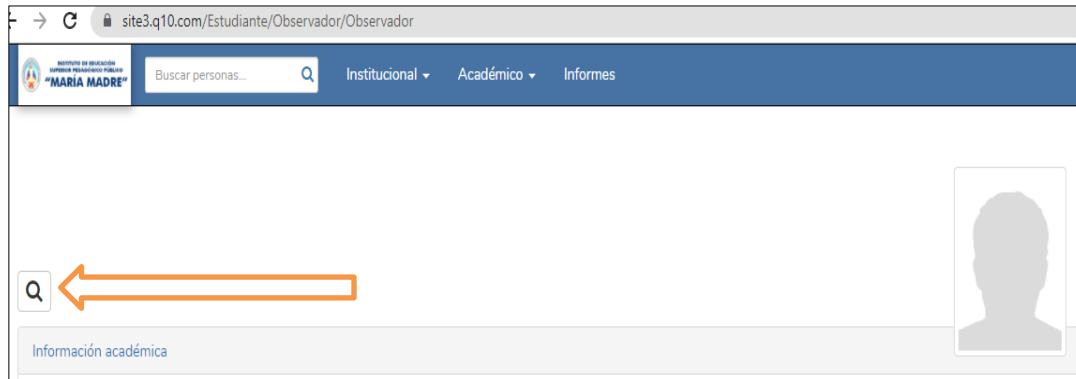 site3.q10.com/Estudiante/Observador/Observador
INSTITUTO DE EDUCACIÓN
SUPERIOR PEDAGÓGICO PÚBLICO
"MARÍA MADRE"
Buscar personas...
Institucional
Académico
Informes
Información académica